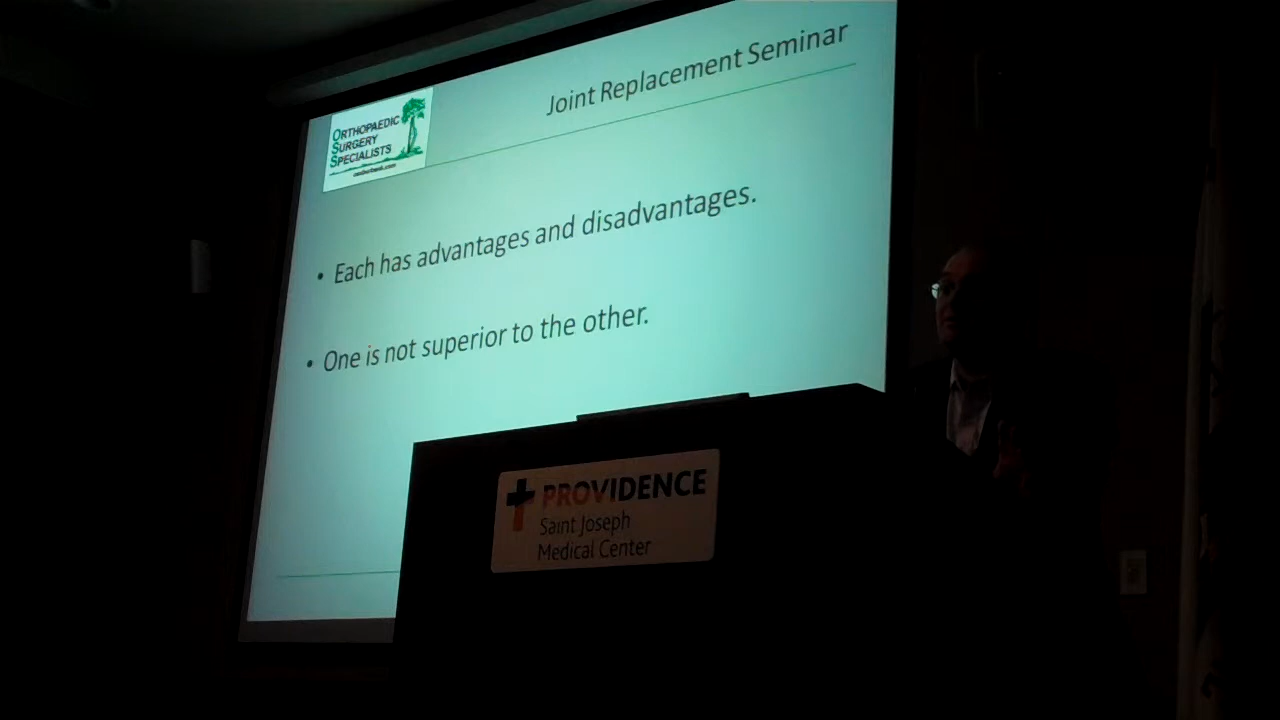 Joint Replacement Seminar
ORTHOPAEDIC
SURGERY
SPECIALISTS
• Each has advantages and disadvantages.
• One is not superior to the other.
PROVIDENCE
Saint Joseph
Medical Center